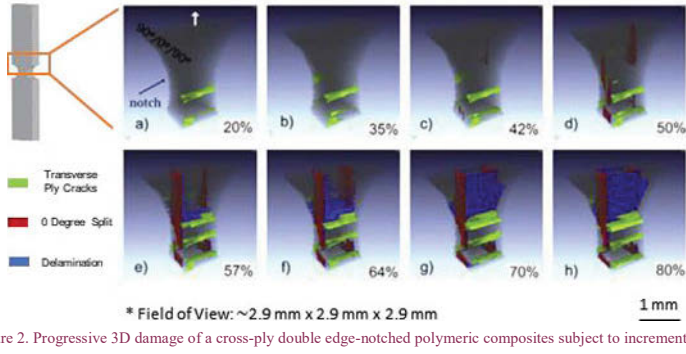 90°/0°/90°
notch
a)
20%
b)
35%
c)
42%
d)
50%
Transverse
Ply Cracks
0 Degree Split
Delamination
e)
57%
f)
64%
g)
70%
h)
80%
* Field of View: ~2.9 mm x 2.9 mm x 2.9 mm
1 mm
re 2. Progressive 3D damage of a cross-ply double edge-notched polymeric composites subject to increment